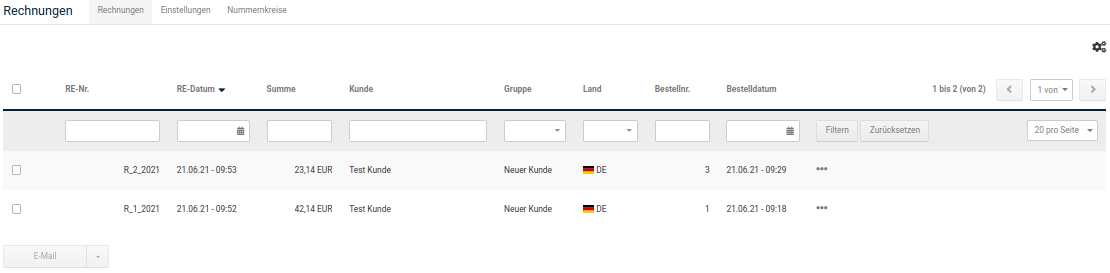 Rechnungen Rechnungen Einstellungen Nummernkreise
RE-Nr. RE-Datum Summe Kunde Gruppe Land Bestellnr. Bestelldatum 1 bis 2 (von 2) 1 von
Filtern Zurücksetzen 20 pro Seite
R_2_2021 21.06.21 - 09:53 23,14 EUR Test Kunde Neuer Kunde DE 3 21.06.21 - 09:29 •••
R_1_2021 21.06.21 - 09:52 42,14 EUR Test Kunde Neuer Kunde DE 1 21.06.21 - 09:18 •••
E-Mail